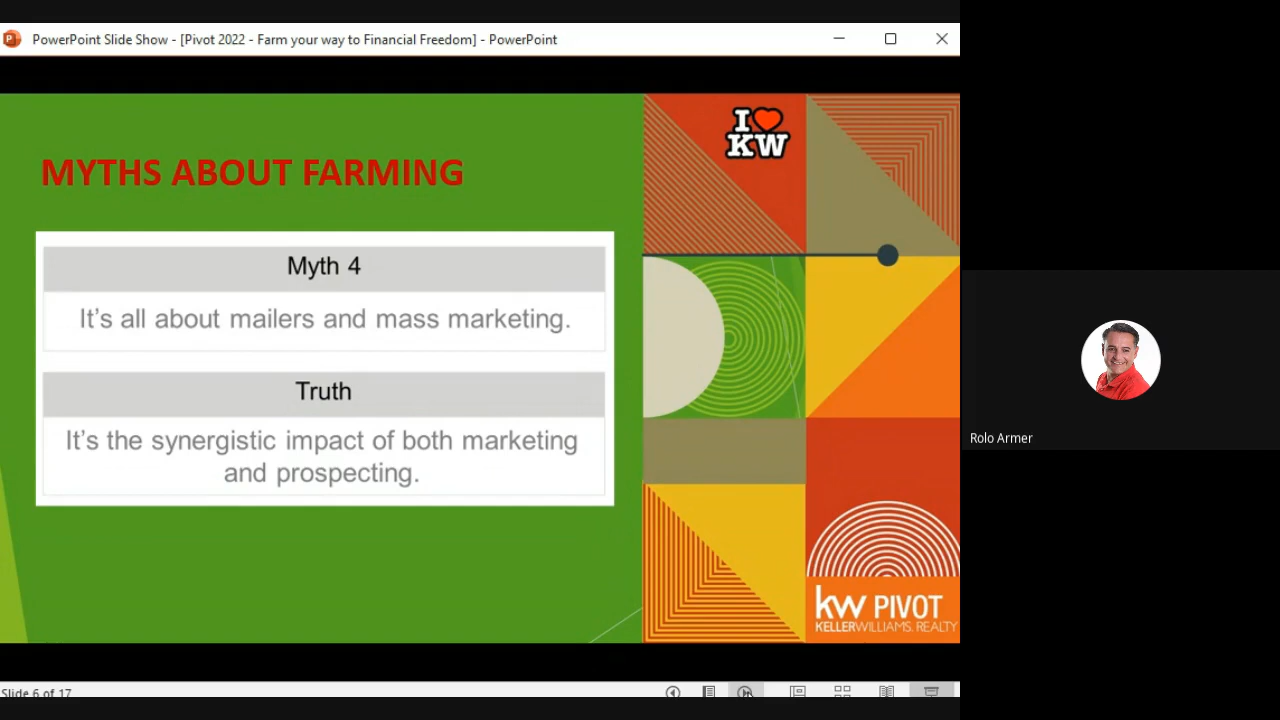 PowerPoint Slide Show - [Pivot 2022 - Farm your way to Financial Freedom] - PowerPoint
I
KW
MYTHS ABOUT FARMING
Myth 4
It's all about mailers and mass marketing.
Truth
It's the synergistic impact of both marketing
and prospecting.
kw PIVOT
KELLERWILLIAMS. REALTY
Rolo Armer
Slide 6 of 17